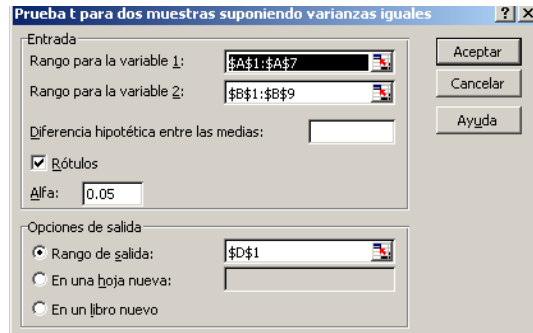 Prueba t para dos muestras suponiendo varianzas iguales ? X
Entrada
Rango para la variable 1: $A$1:$A$7
Rango para la variable 2: $B$1:$B$9
Diferencia hipotética entre las medias:
Rótulos
Alfa: 0.05
Aceptar
Cancelar
Ayuda
Opciones de salida
Rango de salida: $D$1
En una hoja nueva:
En un libro nuevo